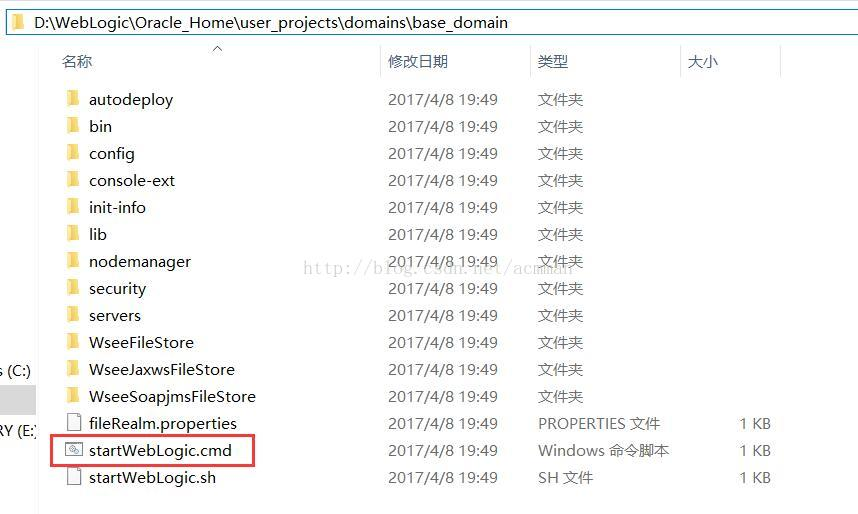 D:\WebLogic\Oracle_Home\user_projects\domains\base_domain
名称 修改日期 类型 大小
autodeploy 2017/4/8 19:49 文件夹
bin 2017/4/8 19:49 文件夹
config 2017/4/8 19:49 文件夹
console-ext 2017/4/8 19:49 文件夹
init-info 2017/4/8 19:49 文件夹
lib 2017/4/8 19:49 文件夹
nodemanager 2017/4/8 19:49 文件夹
http://blog.csdn.net/acmman
security 2017/4/8 19:49 文件夹
servers 2017/4/8 19:49 文件夹
WseeFileStore 2017/4/8 19:49 文件夹
s (C:) WseeJaxwsFileStore 2017/4/8 19:49 文件夹
WseeSoapjmsFileStore 2017/4/8 19:49 文件夹
RY (E:) fileRealm.properties 2017/4/8 19:49 PROPERTIES 文件 1 KB
startWebLogic.cmd 2017/4/8 19:49 Windows 命令脚本 1 KB
startWebLogic.sh 2017/4/8 19:49 SH 文件 1 KB